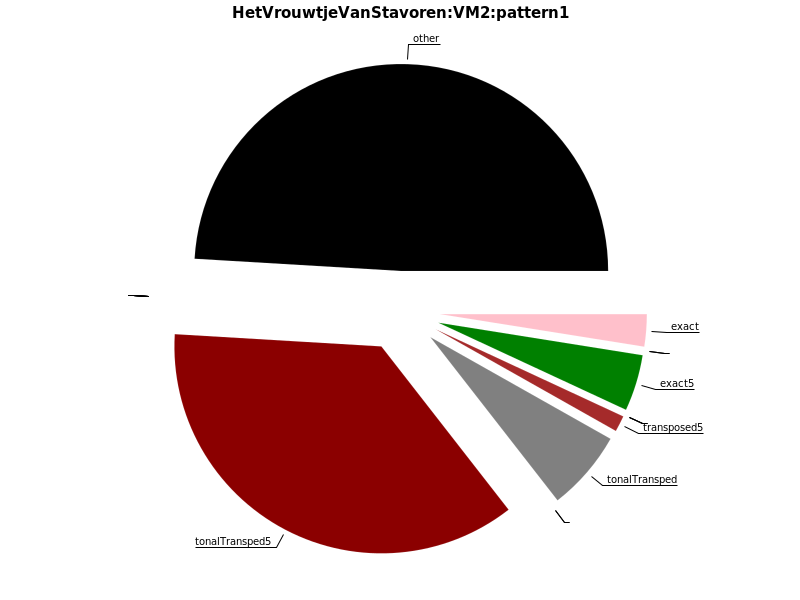 HetVrouwtjeVanStavoren:VM2:pattern1
other
exact
exact5
transposed5
tonalTransped
tonalTransped5